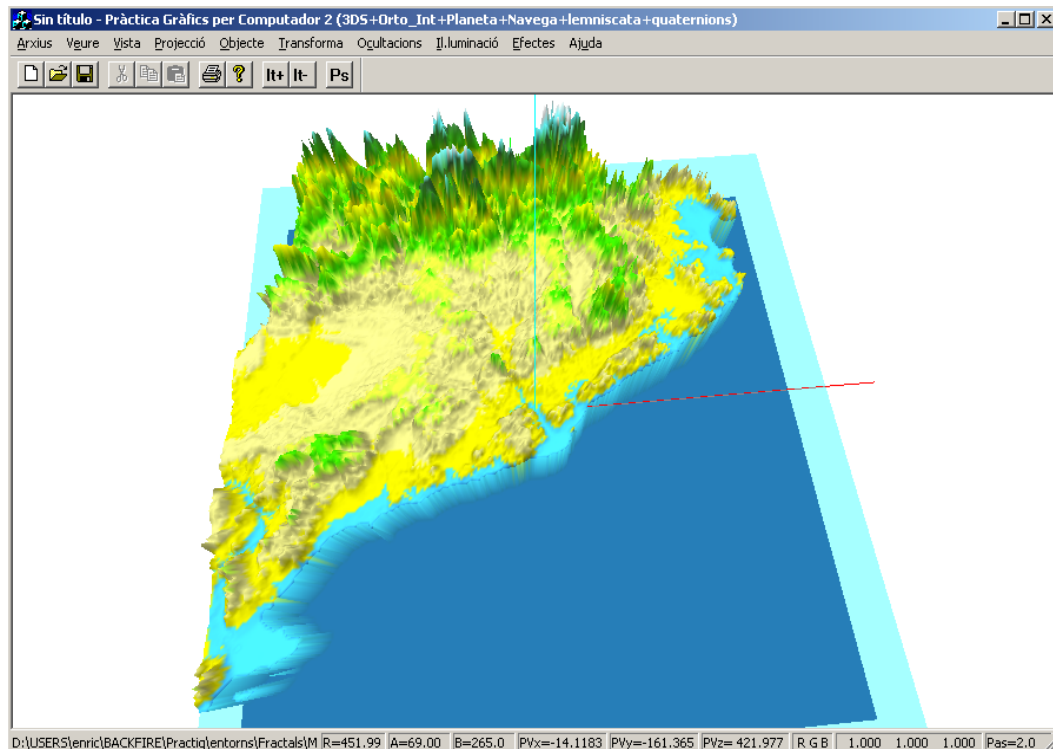 Sin título - Pràctica Gràfics per Computador 2 (3DS+Orto_Int+Planeta+Navega+lemniscata+quaternions)
Arxius Veure Vista Projecció Objecte Transforma Ocultacions Il.luminació Efectes Ajuda
It+ It- Ps
D:\USERS\enric\BACKFIRE\Practig\entorns\Fractals\M R=451.99 A=69.00 B=265.0 PVx=-14.1183 PVy=-161.365 PVz= 421.977 R G B 1.000 1.000 1.000 Pas=2.0